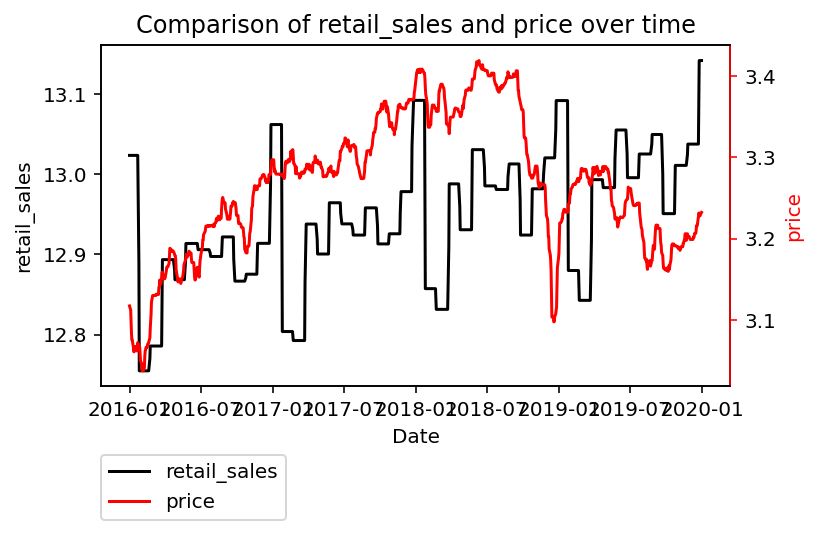 Comparison of retail_sales and price over time
retail_sales
13.1
13.0
12.9
12.8
3.4
3.3
3.2
3.1
price
2016-01 2016-07 2017-01 2017-07 2018-01 2018-07 2019-01 2019-07 2020-01
Date
retail_sales
price